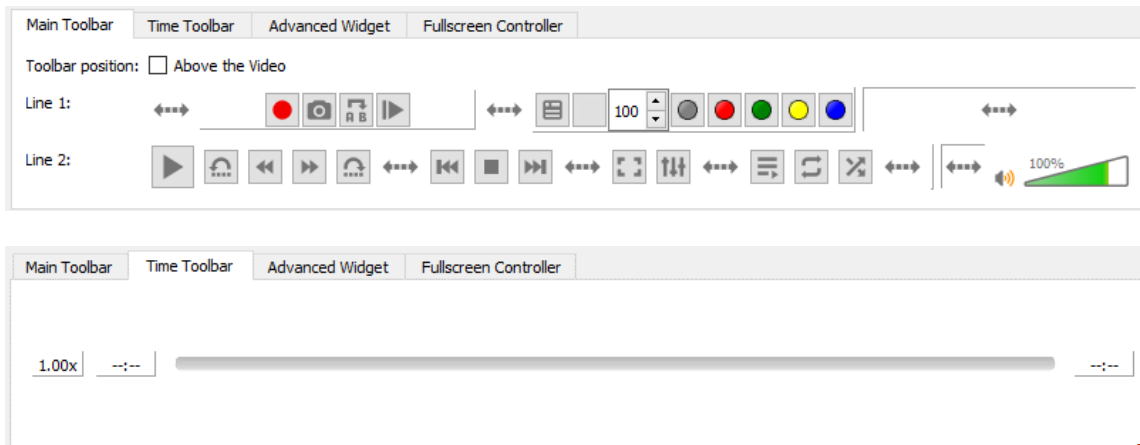 Main Toolbar Time Toolbar Advanced Widget Fullscreen Controller
Toolbar position: Above the Video
Line 1:
A B
100
Line 2:
100%
Main Toolbar Time Toolbar Advanced Widget Fullscreen Controller
1.00x --:-- --:--